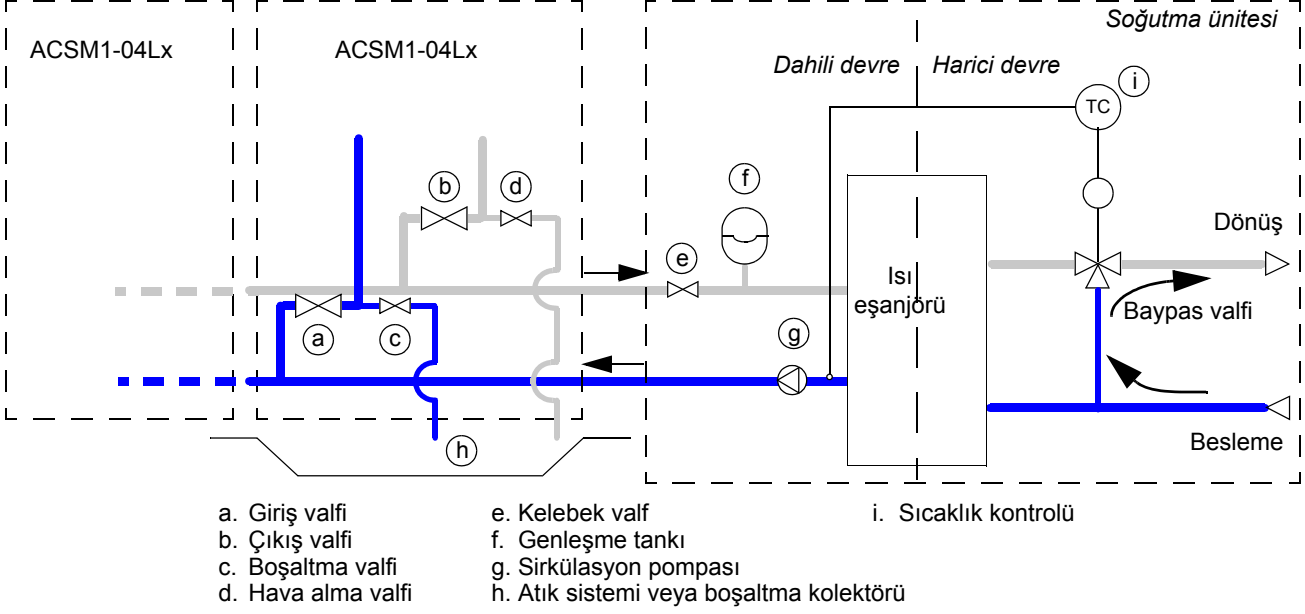 Soğutma ünitesi
ACSM1-04Lx
ACSM1-04Lx
Dahili devre
Harici devre
i
TC
b
d
f
e
Dönüş
Isı
eşanjörü
Baypas valfi
a
c
g
h
Besleme
a. Giriş valfi
b. Çıkış valfi
c. Boşaltma valfi
d. Hava alma valfi
e. Kelebek valf
f. Genleşme tankı
g. Sirkülasyon pompası
h. Atık sistemi veya boşaltma kolektörü
i. Sıcaklık kontrolü